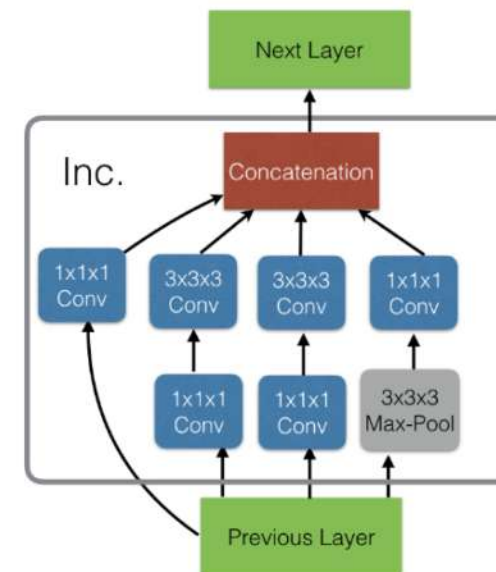 Next Layer
Inc.
Concatenation
1x1x1
Conv
3x3x3
Conv
3x3x3
Conv
1x1x1
Conv
1x1x1
Conv
1x1x1
Conv
3x3x3
Max-Pool
Previous Layer